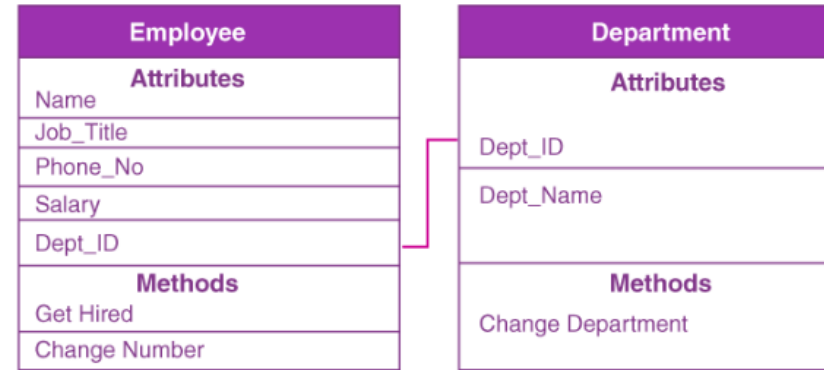 Employee
Attributes
Name
Job_Title
Phone_No
Salary
Dept_ID
Methods
Get Hired
Change Number
Department
Attributes
Dept_ID
Dept_Name
Methods
Change Department